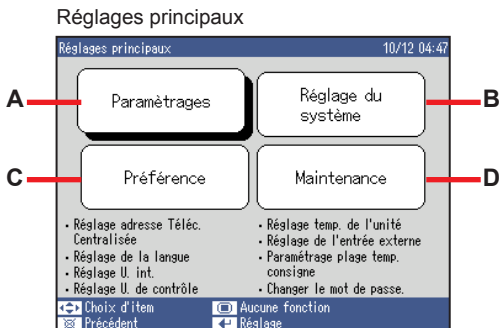 Réglages principaux
Réglages principaux 10/12 04:47
A Paramètrages Réglage du système B
C Préférence Maintenance D
• Réglage adresse Téléc. Centralisée
• Réglage de la langue
• Réglage U. int.
• Réglage U. de contrôle
• Réglage temp. de l'unité
• Réglage de l'entrée externe
• Paramétrage plage temp. consigne
• Changer le mot de passe.
Choix d'item Aucune fonction
Précédent Réglage